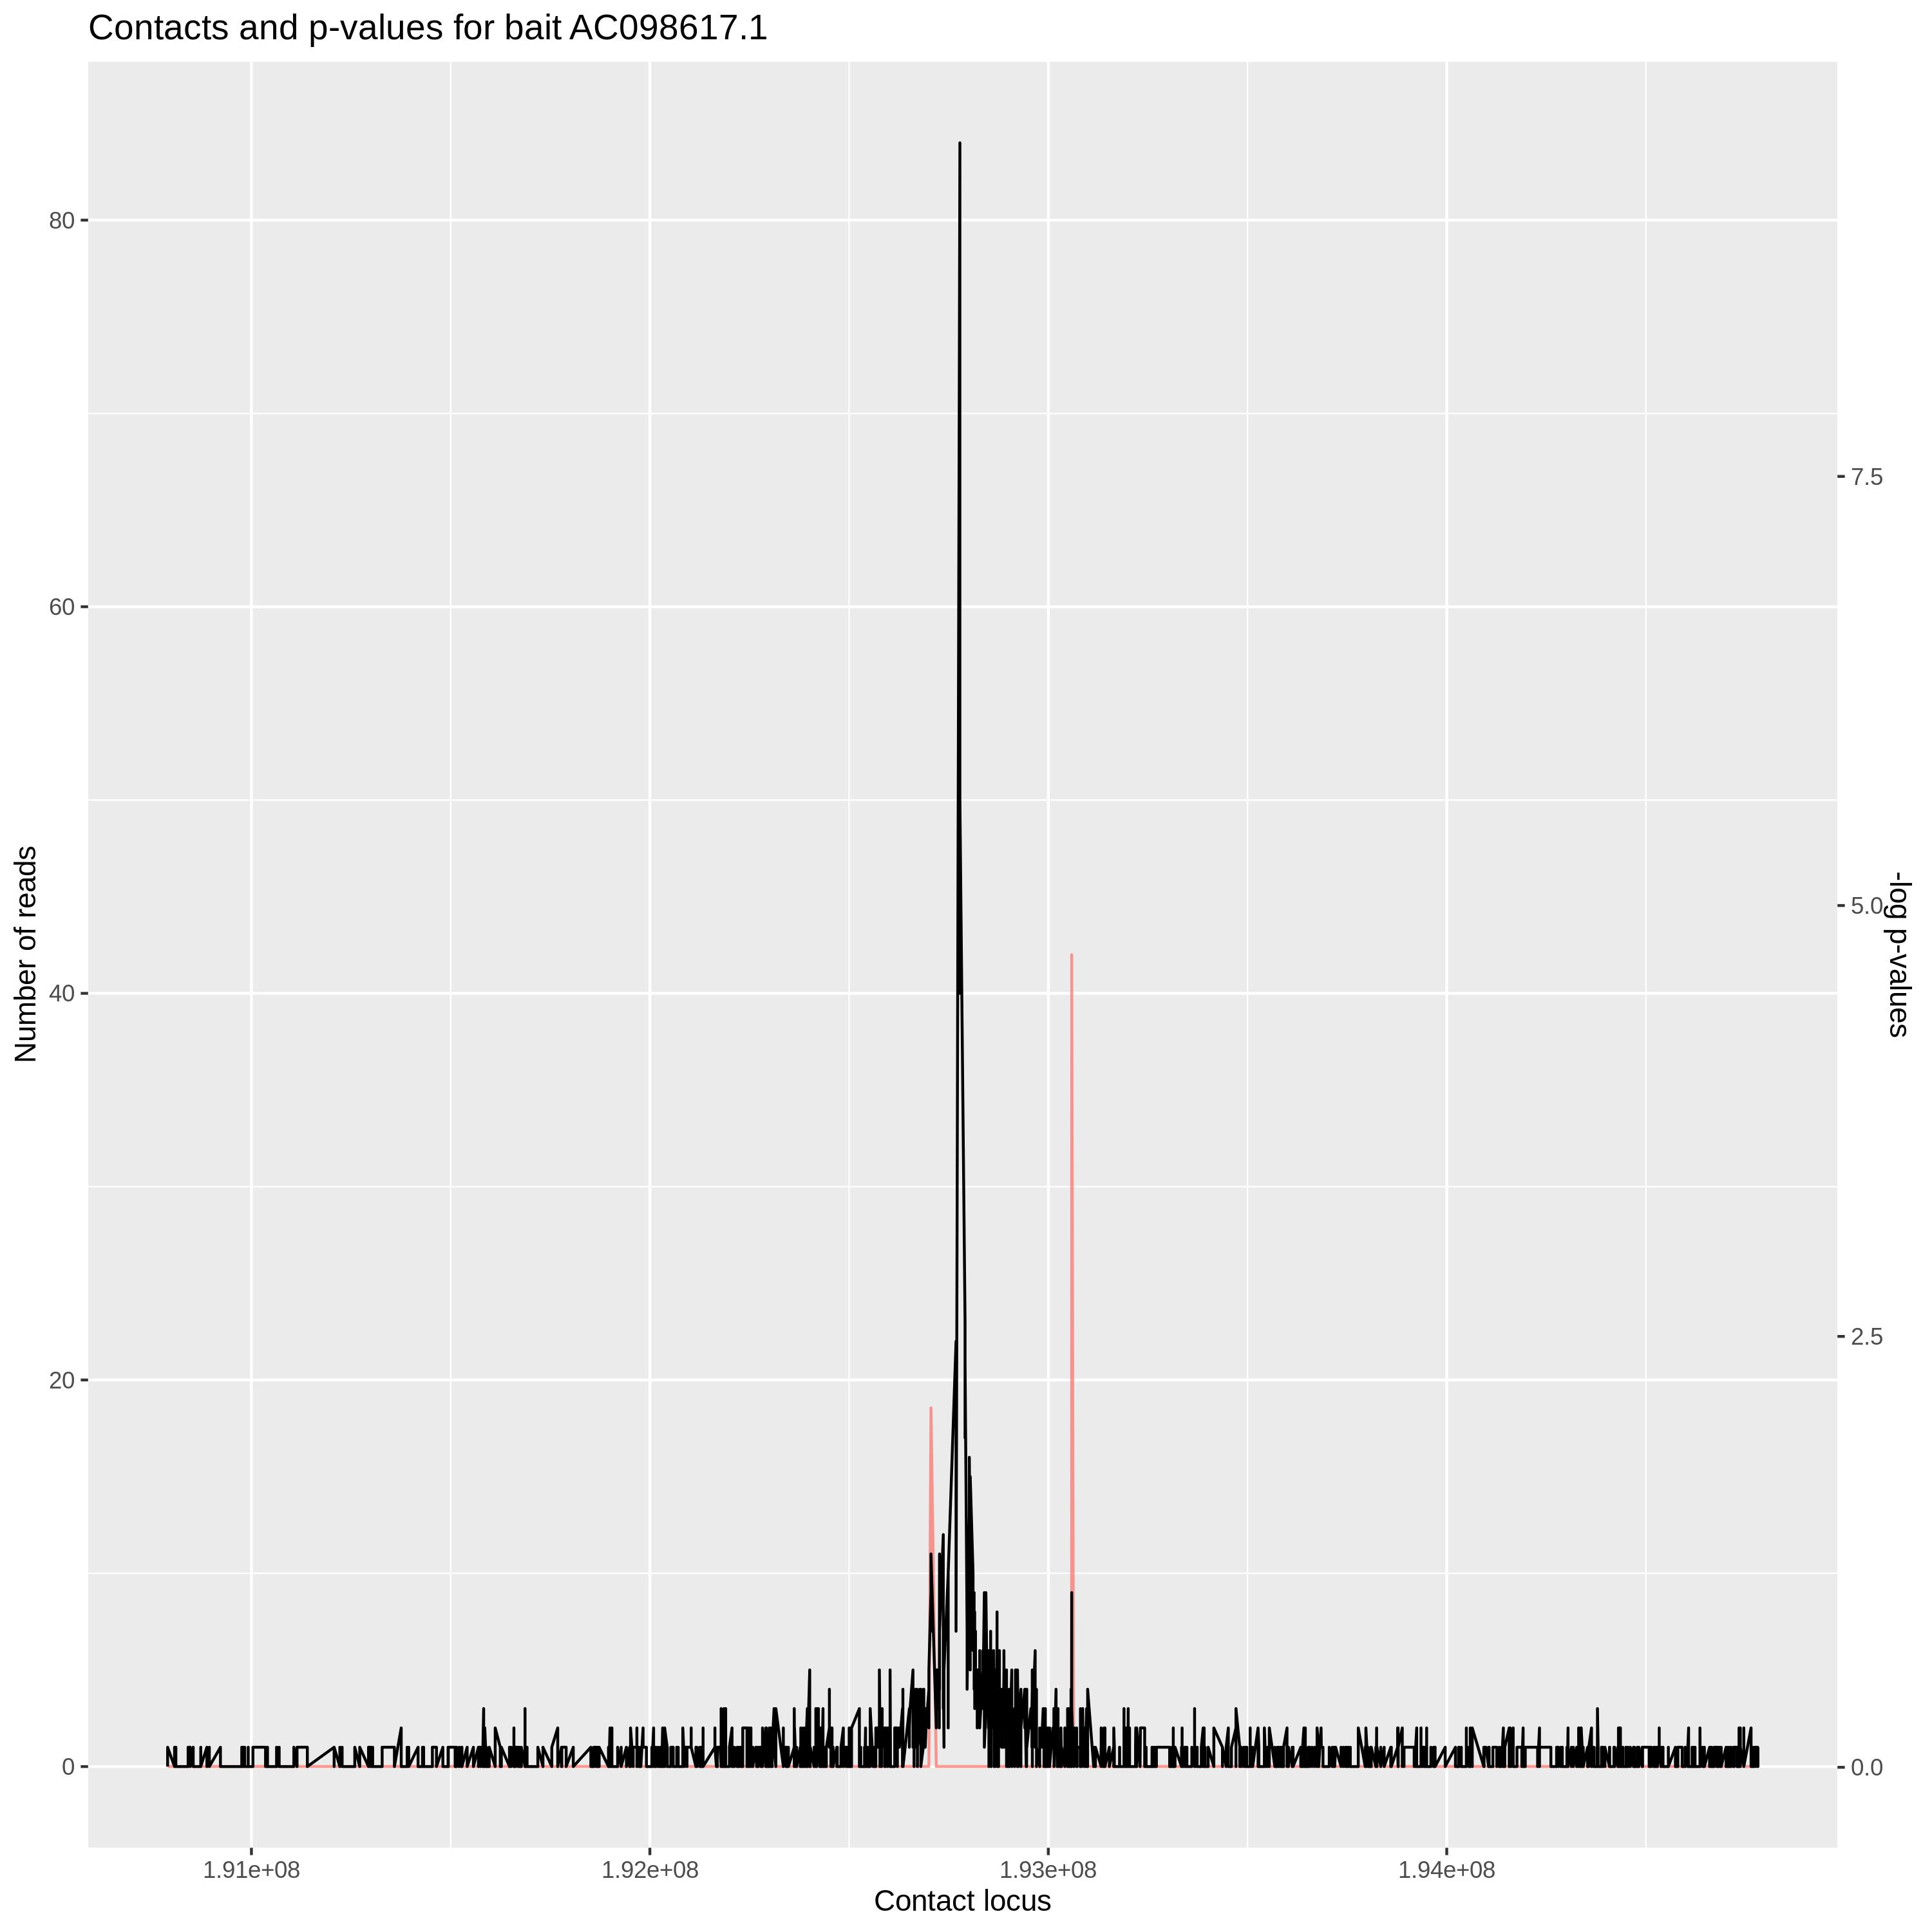 Contacts and p-values for bait AC098617.1
80
60
40
20
0
Number of reads
7.5
5.0
2.5
0.0
-log p-values
1.91e+08
1.92e+08
1.93e+08
1.94e+08
Contact locus